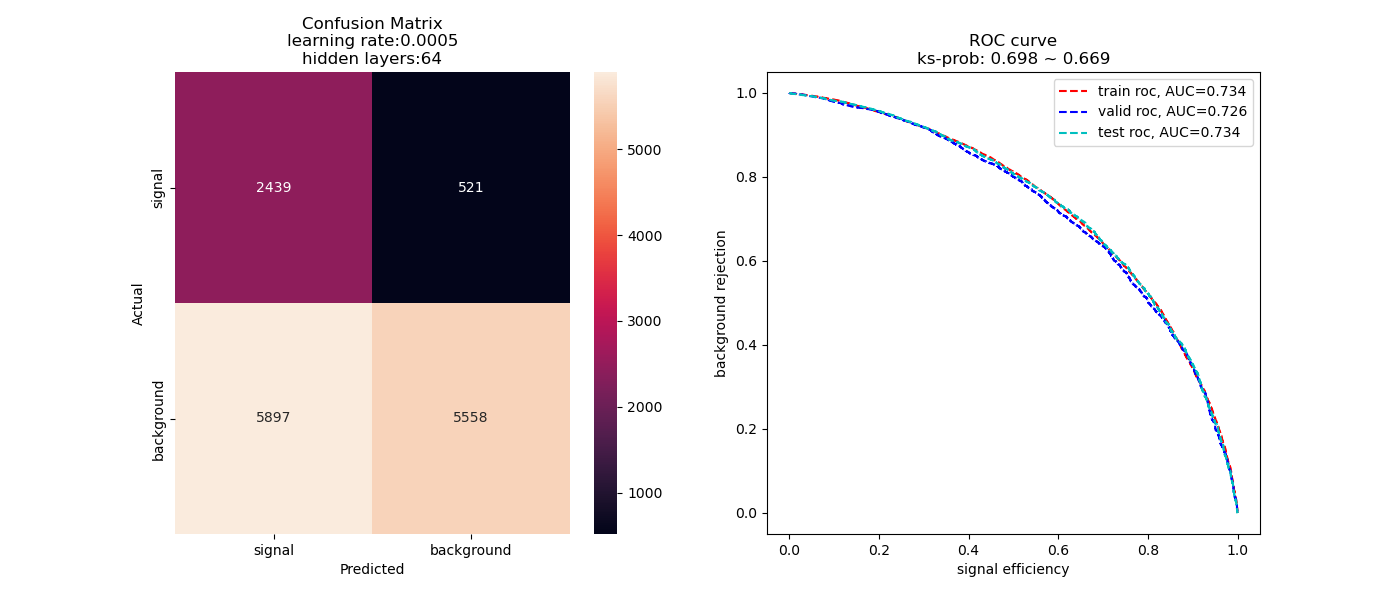 Confusion Matrix
learning rate:0.0005
hidden layers:64
signal
background
Actual
2439
521
5897
5558
signal
background
Predicted
5000
4000
3000
2000
1000
ROC curve
ks-prob: 0.698 ~ 0.669
train roc, AUC=0.734
valid roc, AUC=0.726
test roc, AUC=0.734
background rejection
1.0
0.8
0.6
0.4
0.2
0.0
0.0
0.2
0.4
0.6
0.8
1.0
signal efficiency